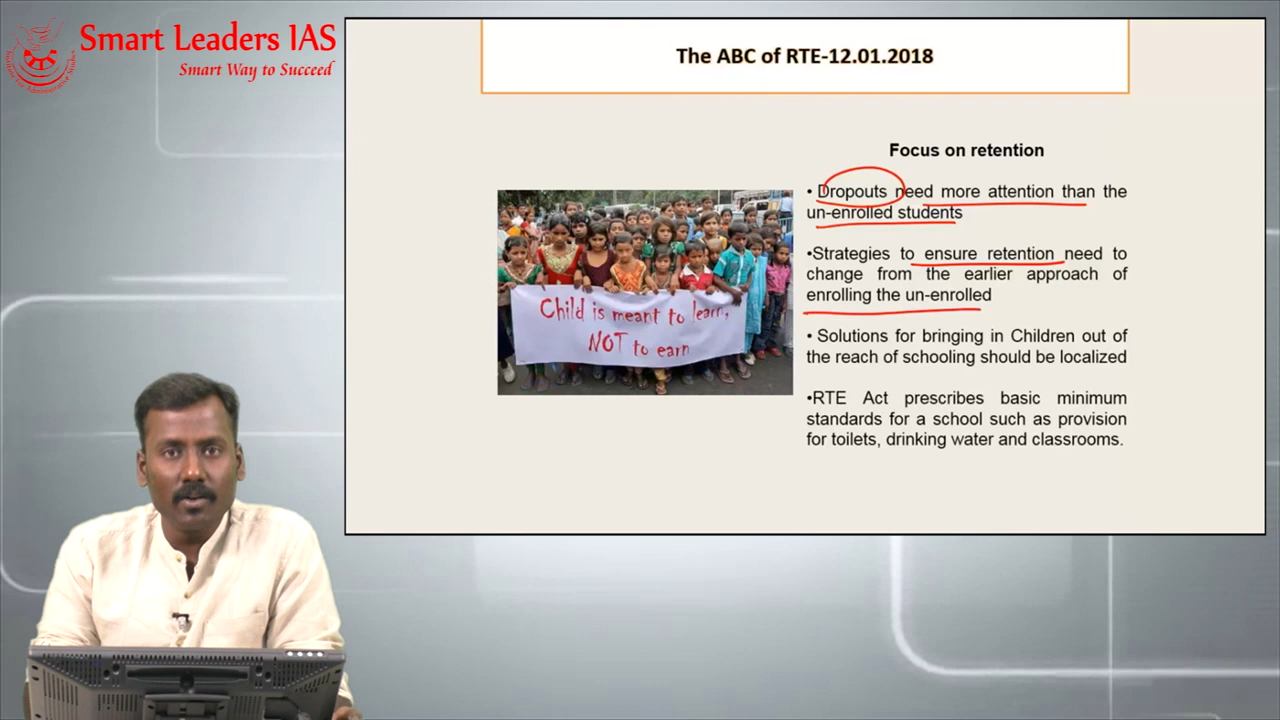 Smart Leaders IAS
Smart Way to Succeed
The ABC of RTE-12.01.2018
Focus on retention
• Dropouts need more attention than the
un-enrolled students
•Strategies to ensure retention need to
change from the earlier approach of
enrolling the un-enrolled
• Solutions for bringing in Children out of
the reach of schooling should be localized
•RTE Act prescribes basic minimum
standards for a school such as provision
for toilets, drinking water and classrooms.
Child is meant to learn,
NOT to earn